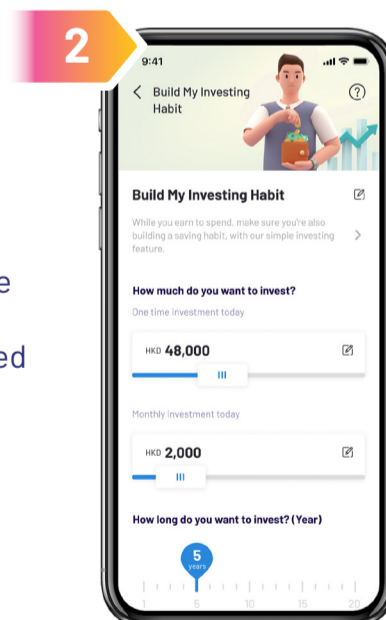 2
9:41
Build My Investing
Habit
Build My Investing Habit
While you earn to spend, make sure you're also
building a saving habit, with our simple investing
feature.
e
ed
How much do you want to invest?
One time investment today
HKD 48,000
Monthly investment today
HKD 2,000
How long do you want to invest? (Year)
5
years
1 5 10 15 20